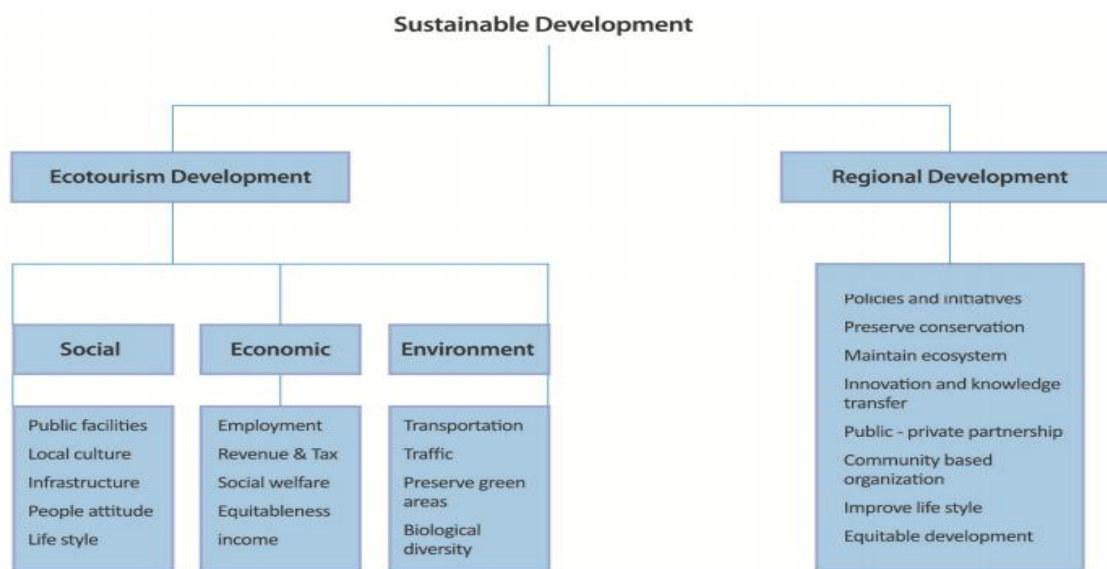 Sustainable Development
Ecotourism Development
Regional Development
Social
Economic
Environment
Public facilities
Local culture
Infrastructure
People attitude
Life style
Employment
Revenue & Tax
Social welfare
Equitableness
income
Transportation
Traffic
Preserve green
areas
Biological
diversity
Policies and initiatives
Preserve conservation
Maintain ecosystem
Innovation and knowledge
transfer
Public - private partnership
Community based
organization
Improve life style
Equitable development